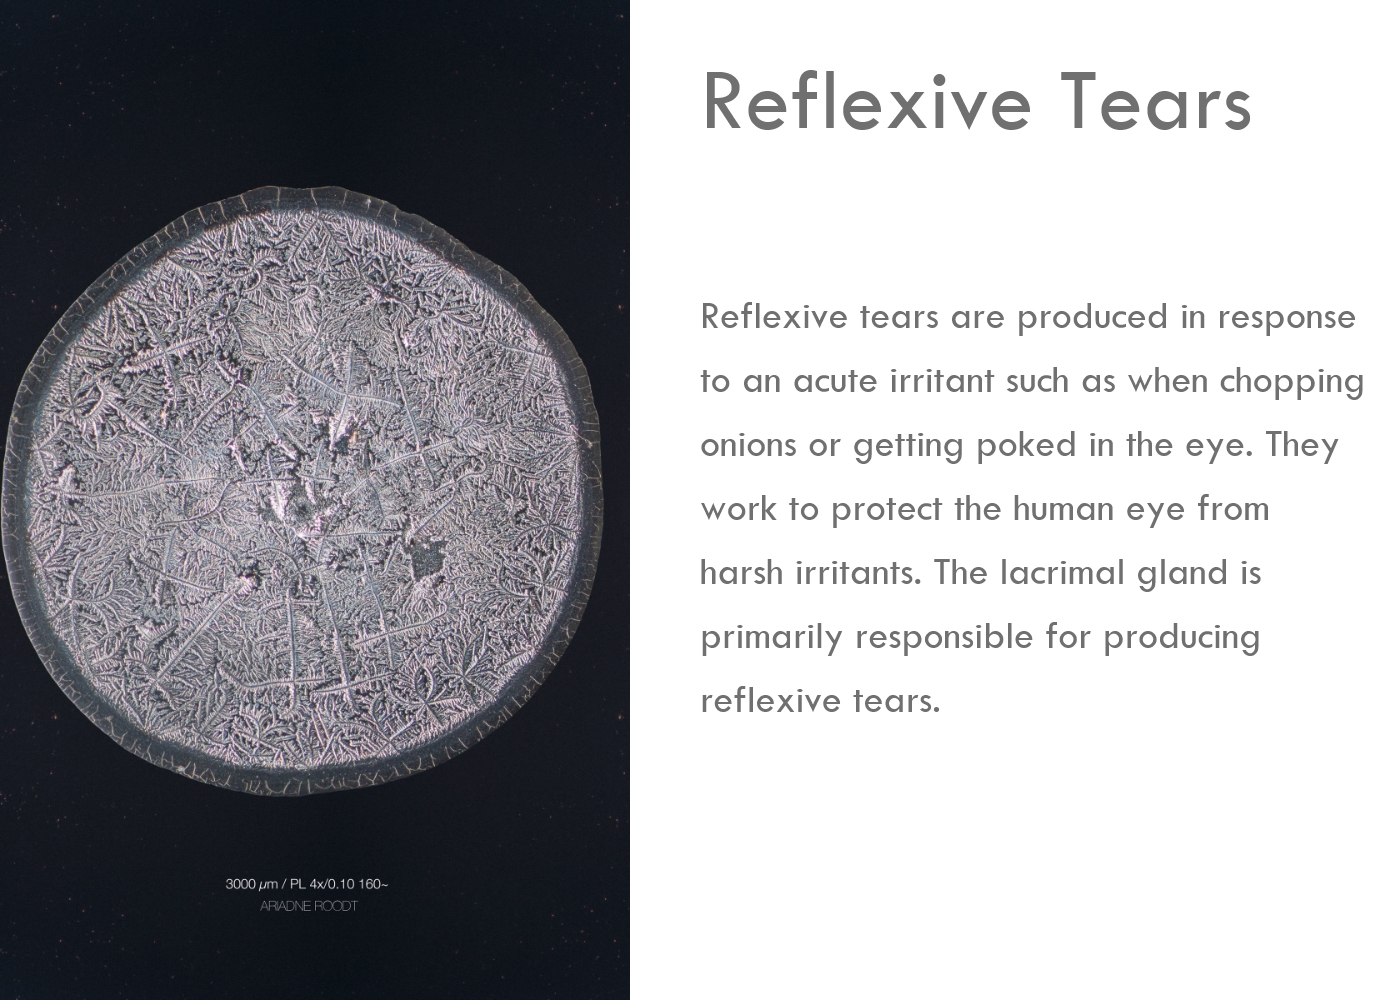 Reflexive Tears
Reflexive tears are produced in response
to an acute irritant such as when chopping
onions or getting poked in the eye. They
work to protect the human eye from
harsh irritants. The lacrimal gland is
primarily responsible for producing
reflexive tears.
3000 µm / PL 4x/0.10 160~
ARIADNE ROODT